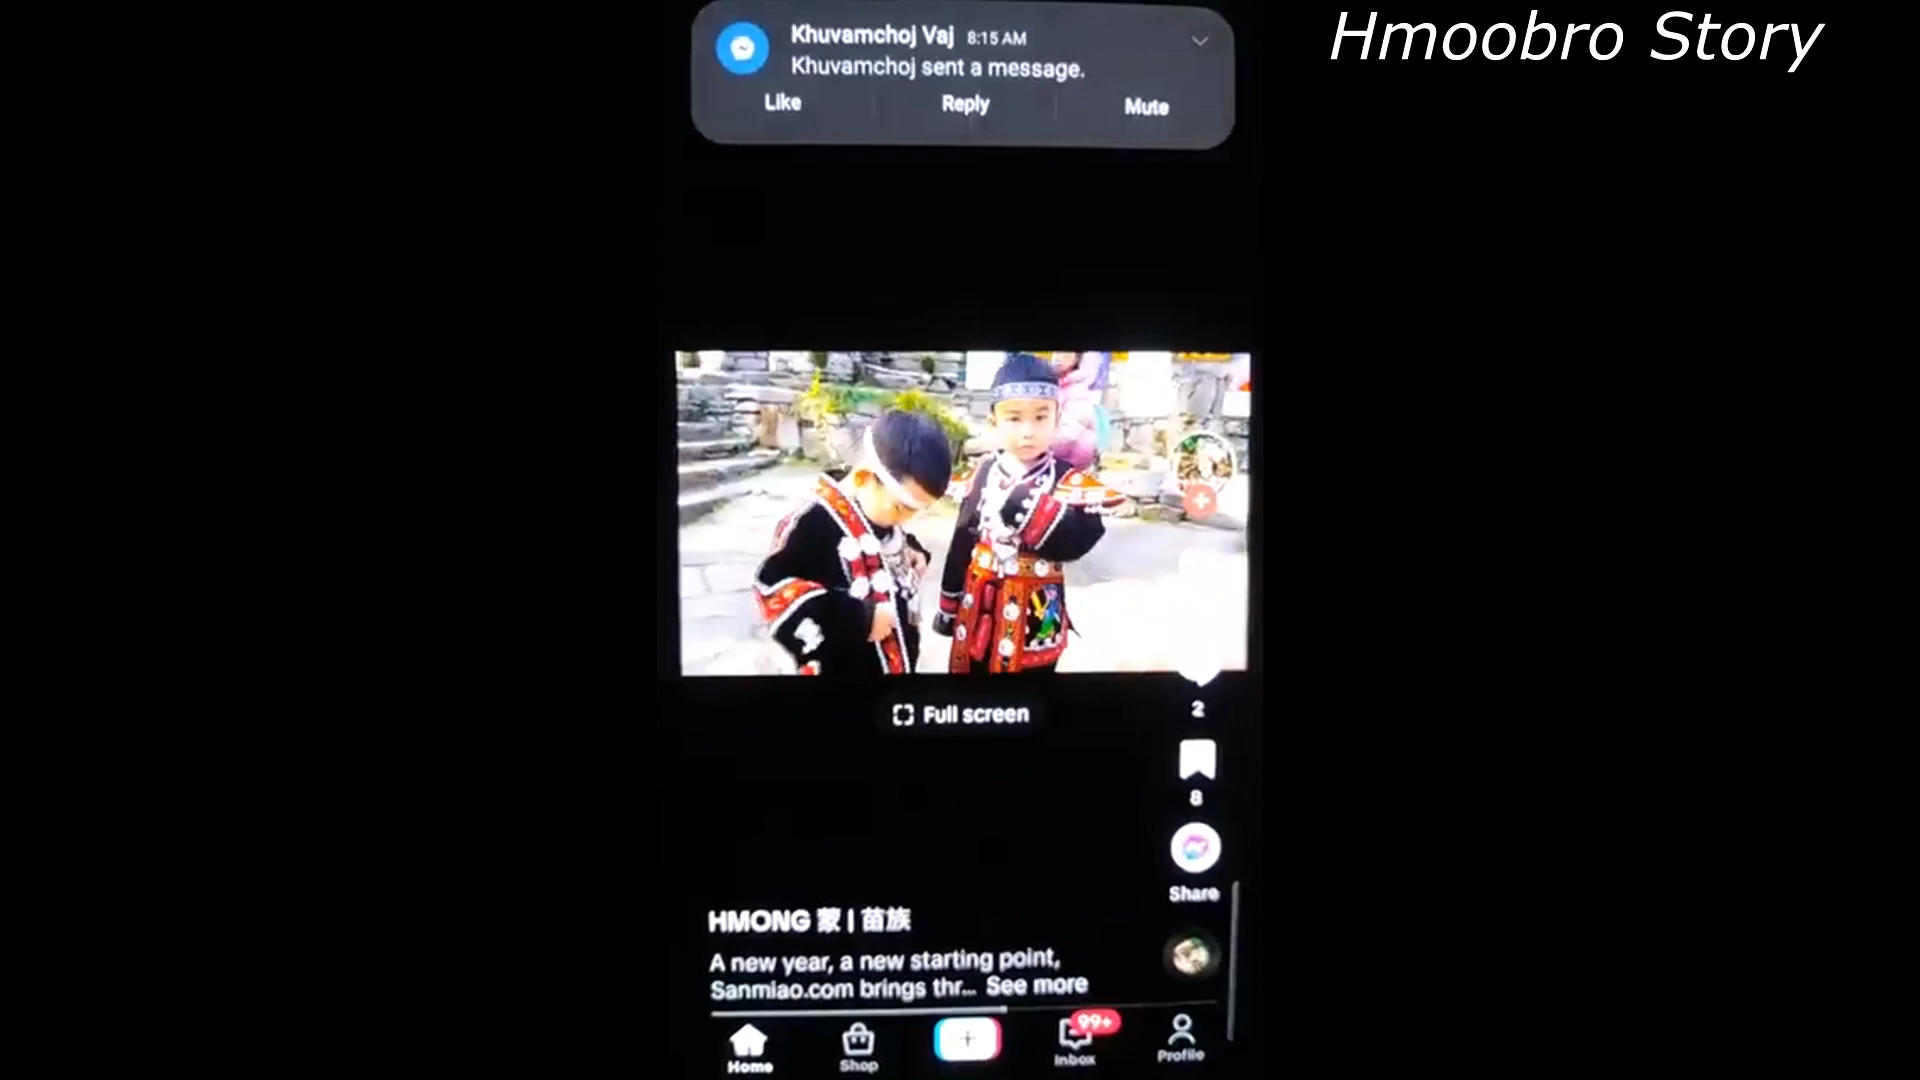 Hmoobro Story
Khuvamchoj Vaj 8:15 AM
Khuvamchoj sent a message.
Like Reply Mute
Full screen
2
8
Share
HMONG 蒙 | 苗族
A new year, a new starting point,
Sanmiao.com brings thr... See more
99+
Home Shop Inbox Profile